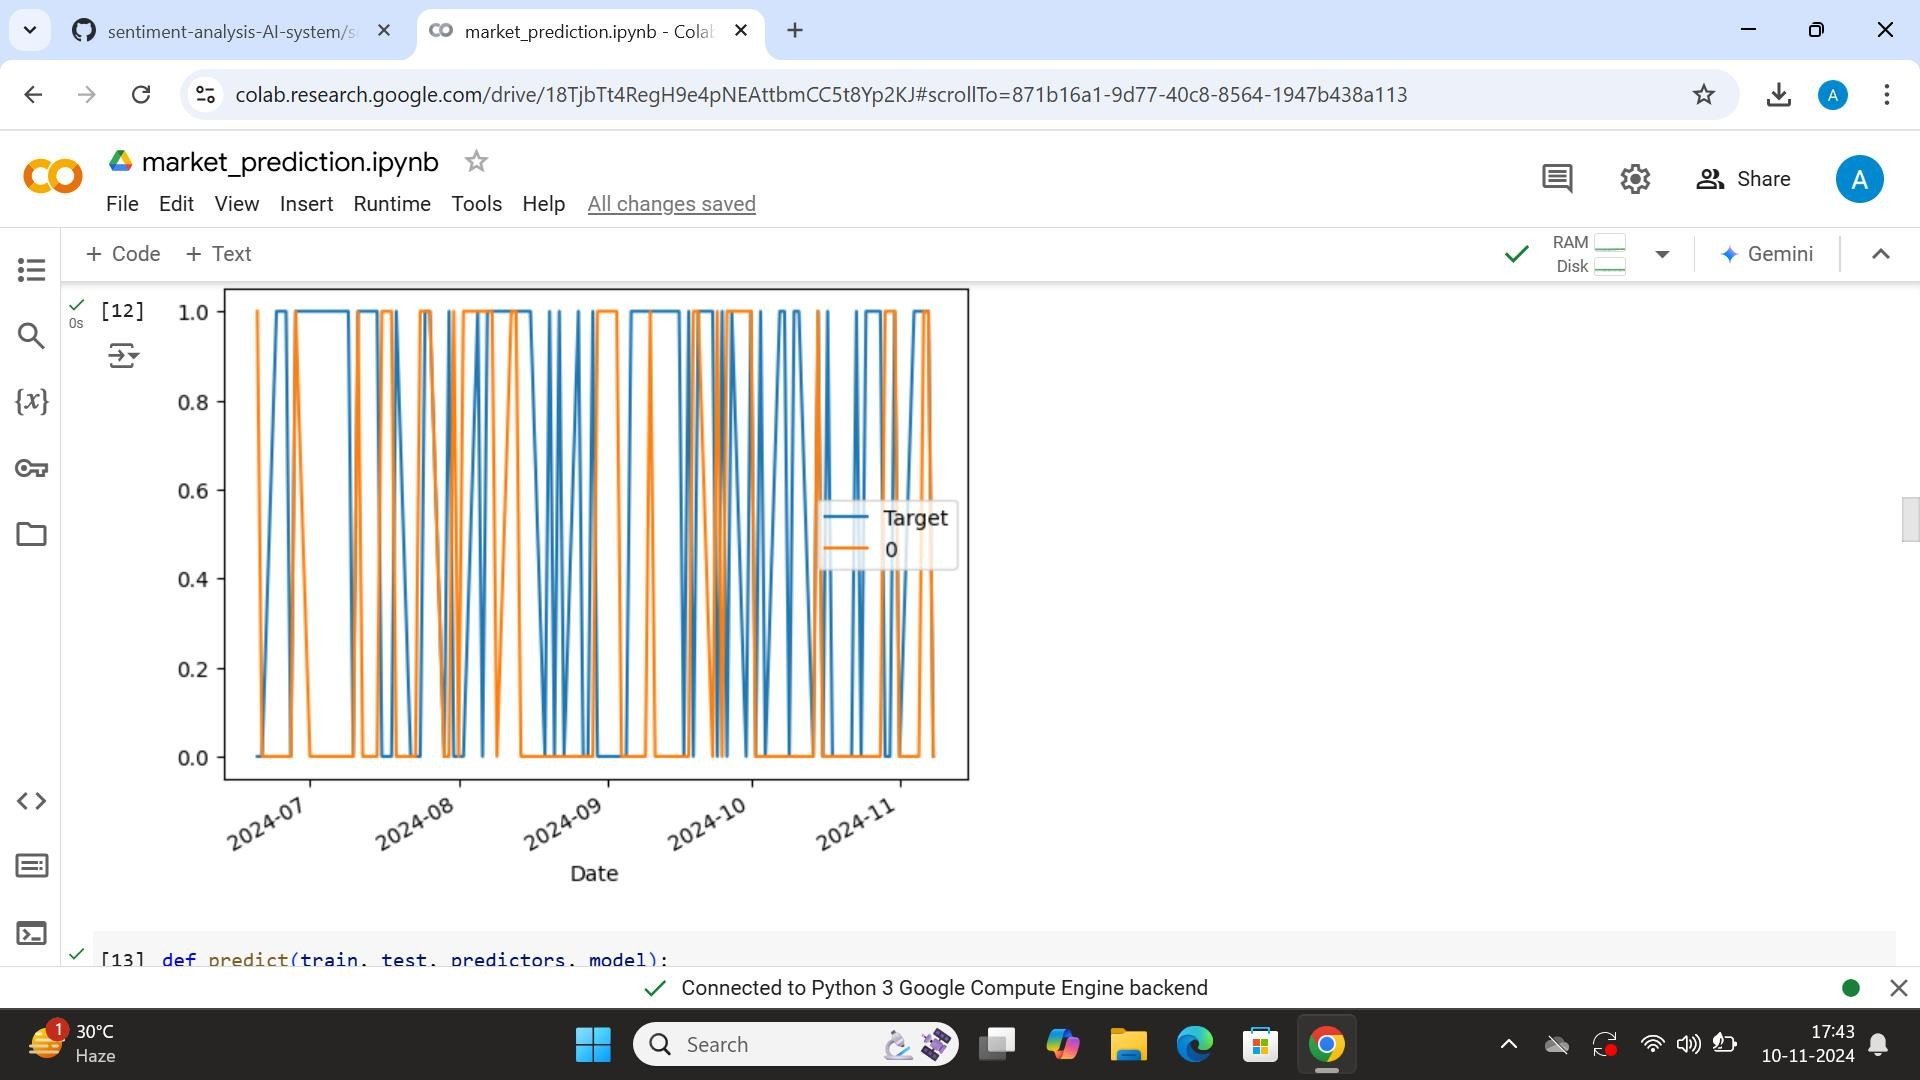 sentiment-analysis-AI-system/s
market_prediction.ipynb - Cola
colab.research.google.com/drive/18TjbTt4RegH9e4pNEAttbmCC5t8Yp2KJ#scrollTo=871b16a1-9d77-40c8-8564-1947b438a113
A
market_prediction.ipynb
File Edit View Insert Runtime Tools Help All changes saved
Share
A
+ Code + Text
RAM
Disk
Gemini
[12]
0s
1.0
0.8
0.6
0.4
0.2
0.0
Target
0
2024-07
2024-08
2024-09
2024-10
2024-11
Date
{x}
[13] def predict(train, test, predictors, model):
Connected to Python 3 Google Compute Engine backend
1
30°C
Haze
Search
17:43
10-11-2024